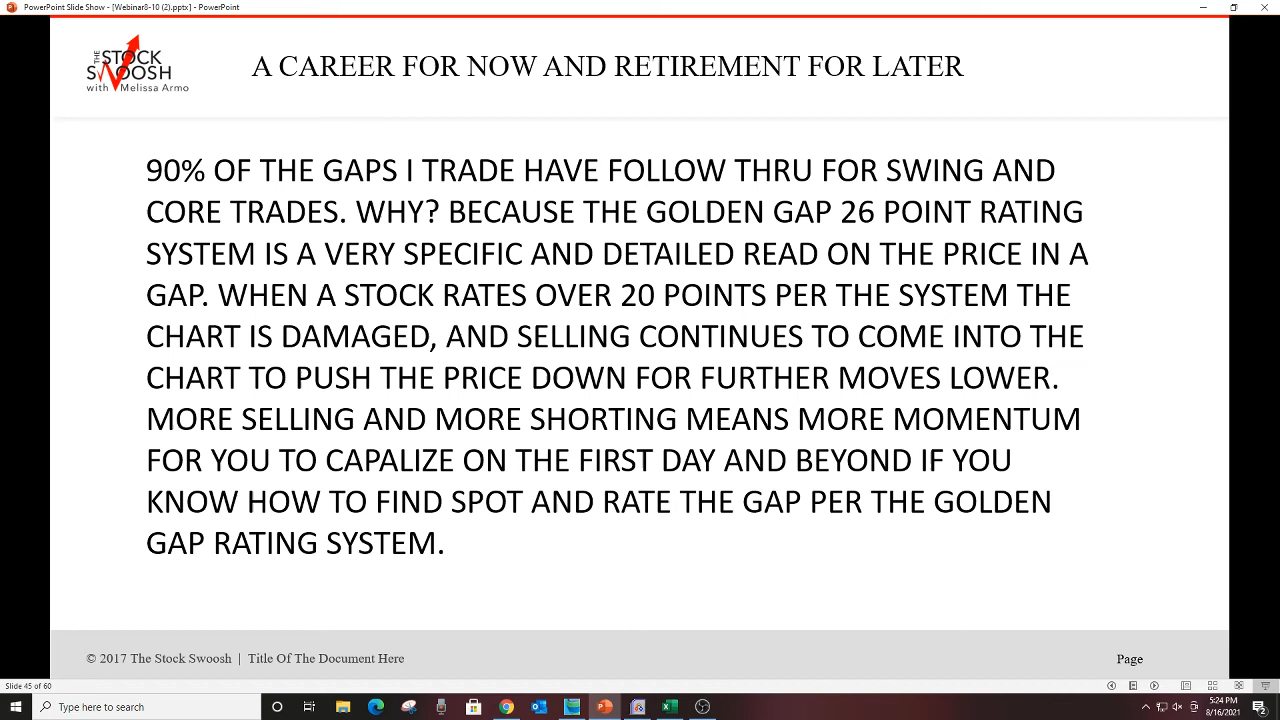 PowerPoint Slide Show - [Webinar8-10 (2).pptx] - PowerPoint
THE
STOCK
SWOOSH
with Melissa Armo
A CAREER FOR NOW AND RETIREMENT FOR LATER
90% OF THE GAPS I TRADE HAVE FOLLOW THRU FOR SWING AND
CORE TRADES. WHY? BECAUSE THE GOLDEN GAP 26 POINT RATING
SYSTEM IS A VERY SPECIFIC AND DETAILED READ ON THE PRICE IN A
GAP. WHEN A STOCK RATES OVER 20 POINTS PER THE SYSTEM THE
CHART IS DAMAGED, AND SELLING CONTINUES TO COME INTO THE
CHART TO PUSH THE PRICE DOWN FOR FURTHER MOVES LOWER.
MORE SELLING AND MORE SHORTING MEANS MORE MOMENTUM
FOR YOU TO CAPALIZE ON THE FIRST DAY AND BEYOND IF YOU
KNOW HOW TO FIND SPOT AND RATE THE GAP PER THE GOLDEN
GAP RATING SYSTEM.
© 2017 The Stock Swoosh | Title Of The Document Here
Page
Slide 45 of 60
Type here to search
5:24 PM
8/16/2021